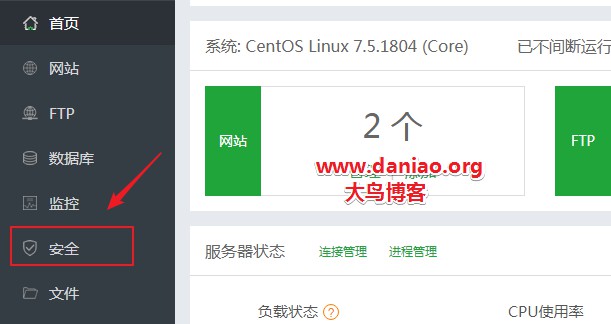 首页
网站
FTP
数据库
监控
安全
文件
系统: CentOS Linux 7.5.1804 (Core)
已不间断运行
网站
2 个
FTP
www.daniao.org
大鸟博客
服务器状态
连接管理
进程管理
负载状态
CPU使用率